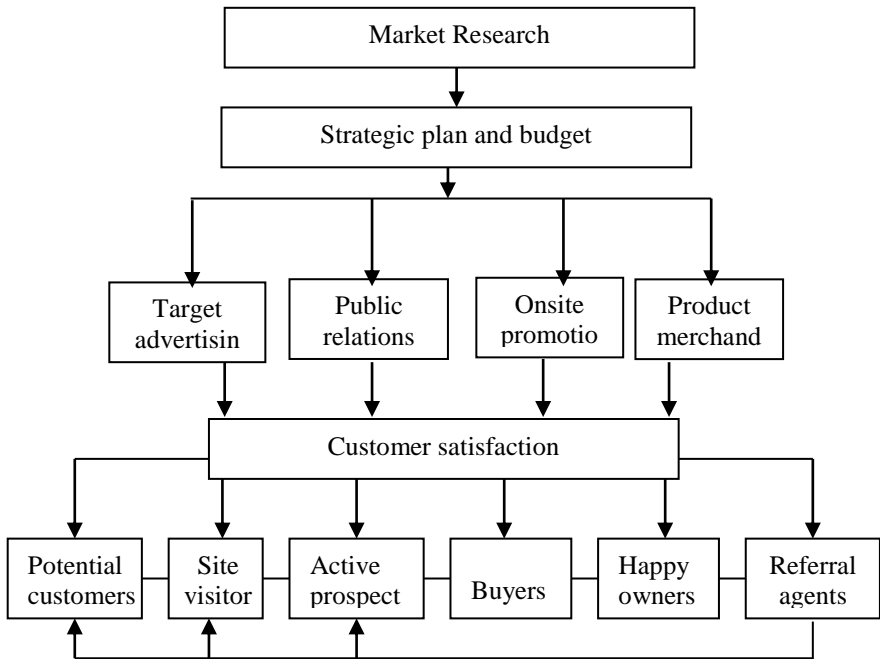 Market Research
Strategic plan and budget
Target
advertisin
Public
relations
Onsite
promotio
Product
merchand
Customer satisfaction
Potential
customers
Site
visitor
Active
prospect
Buyers
Happy
owners
Referral
agents